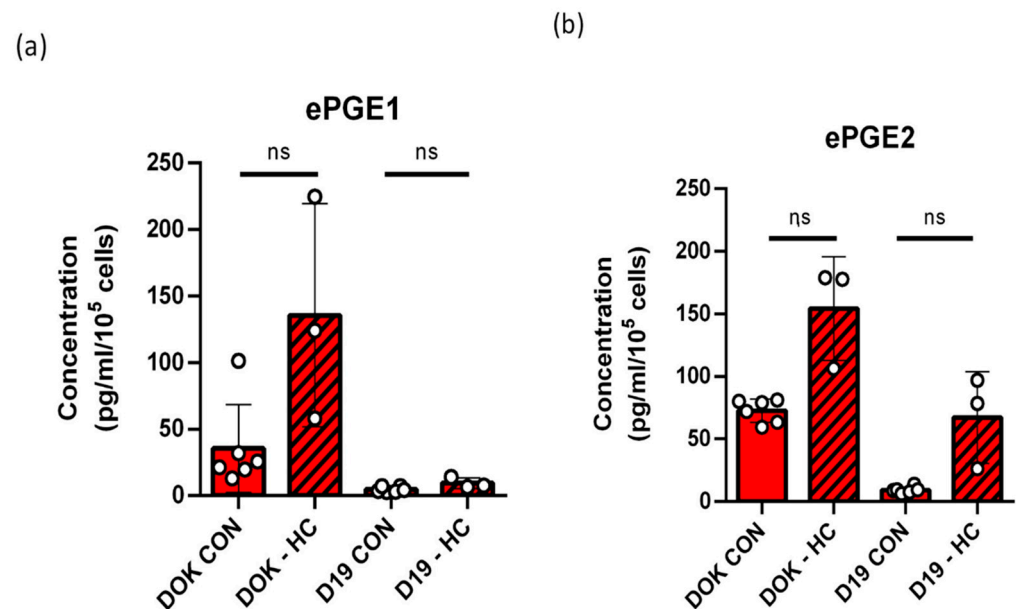 (a)
ePGE1
ns ns
250
200
150
100
50
0
Concentration
(pg/ml/10⁵ cells)
DOK CON
DOK - HC
D19 CON
D19 - HC
(b)
ePGE2
ns ns
250
200
150
100
50
0
Concentration
(pg/ml/10⁵ cells)
DOK CON
DOK - HC
D19 CON
D19 - HC